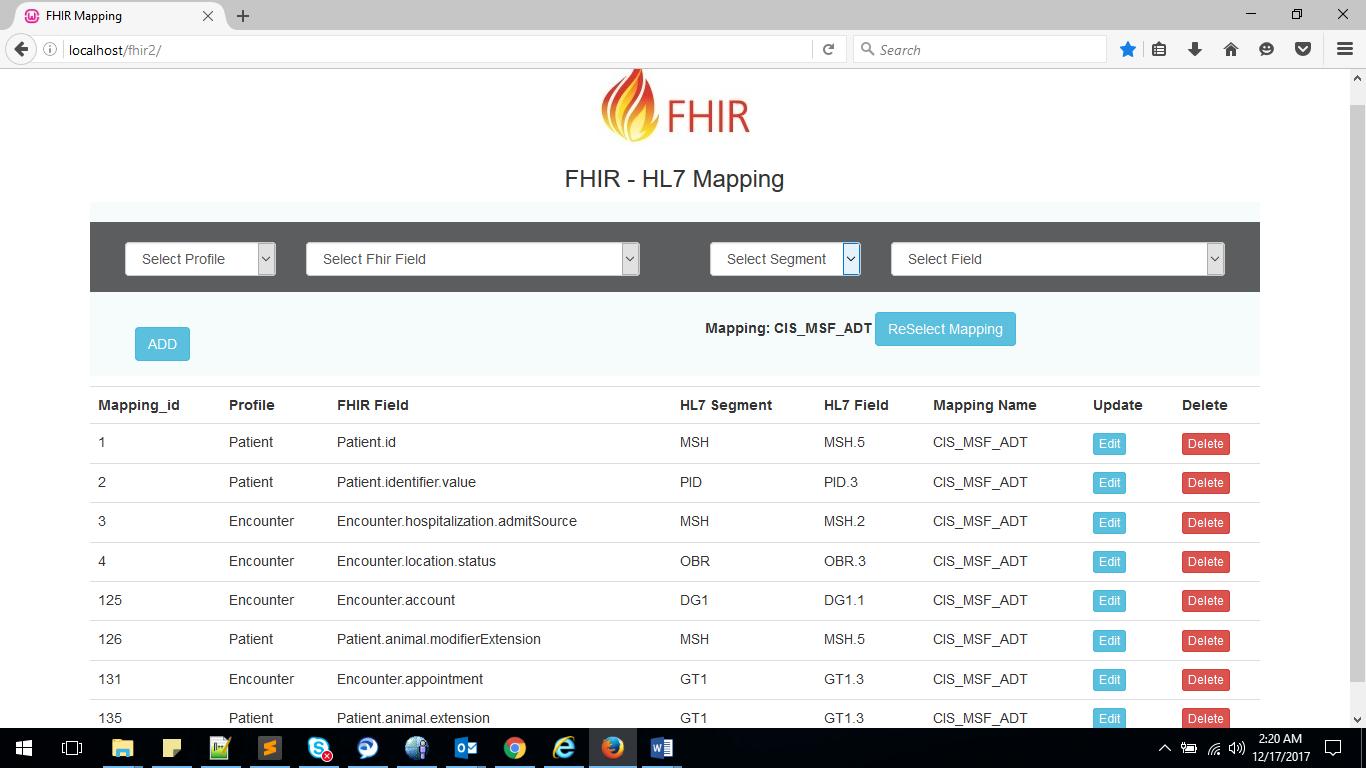 FHIR Mapping
localhost/fhir2/
Search
FHIR
FHIR - HL7 Mapping
Select Profile Select Fhir Field Select Segment Select Field
ADD Mapping: CIS_MSF_ADT ReSelect Mapping
Mapping_id Profile FHIR Field HL7 Segment HL7 Field Mapping Name Update Delete
1 Patient Patient.id MSH MSH.5 CIS_MSF_ADT Edit Delete
2 Patient Patient.identifier.value PID PID.3 CIS_MSF_ADT Edit Delete
3 Encounter Encounter.hospitalization.admitSource MSH MSH.2 CIS_MSF_ADT Edit Delete
4 Encounter Encounter.location.status OBR OBR.3 CIS_MSF_ADT Edit Delete
125 Encounter Encounter.account DG1 DG1.1 CIS_MSF_ADT Edit Delete
126 Patient Patient.animal.modifierExtension MSH MSH.5 CIS_MSF_ADT Edit Delete
131 Encounter Encounter.appointment GT1 GT1.3 CIS_MSF_ADT Edit Delete
135 Patient Patient.animal.extension GT1 GT1.3 CIS_MSF_ADT Edit Delete
2:20 AM
12/17/2017